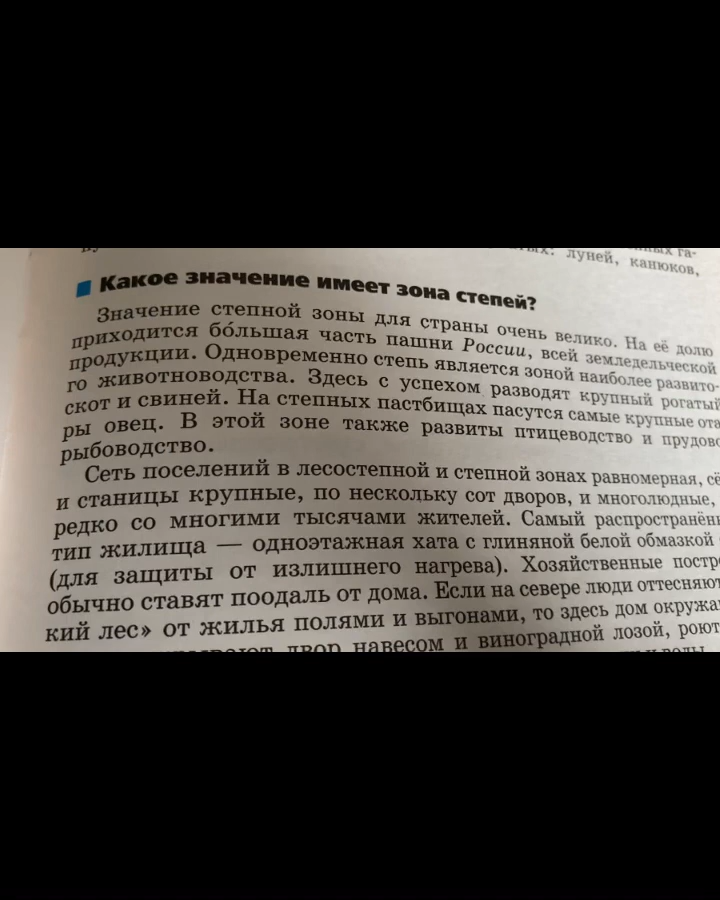 луней, канюков,
Какое значение имеет зона степей?
Значение степной зоны для страны очень велико. На её долю
приходится бо́льшая часть пашни России, всей земледельческой
продукции. Одновременно степь является зоной наиболее развито-
го животноводства. Здесь с успехом разводят крупный рогатый
скот и свиней. На степных пастбищах пасутся самые крупные ота-
ры овец. В этой зоне также развиты птицеводство и прудово
рыбоводство.
Сеть поселений в лесостепной и степной зонах равномерная, сё
и станицы крупные, по нескольку сот дворов, и многолюдные,
редко со многими тысячами жителей. Самый распространён
тип жилища — одноэтажная хата с глиняной белой обмазкой
(для защиты от излишнего нагрева). Хозяйственные постр
обычно ставят поодаль от дома. Если на севере люди оттесняют
кий лес» от жилья полями и выгонами, то здесь дом окружа
двор навесом и виноградной лозой, роют